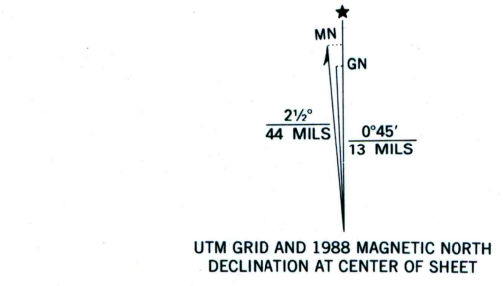 MN
GN
2½°
44 MILS
0°45′
13 MILS
UTM GRID AND 1988 MAGNETIC NORTH
DECLINATION AT CENTER OF SHEET